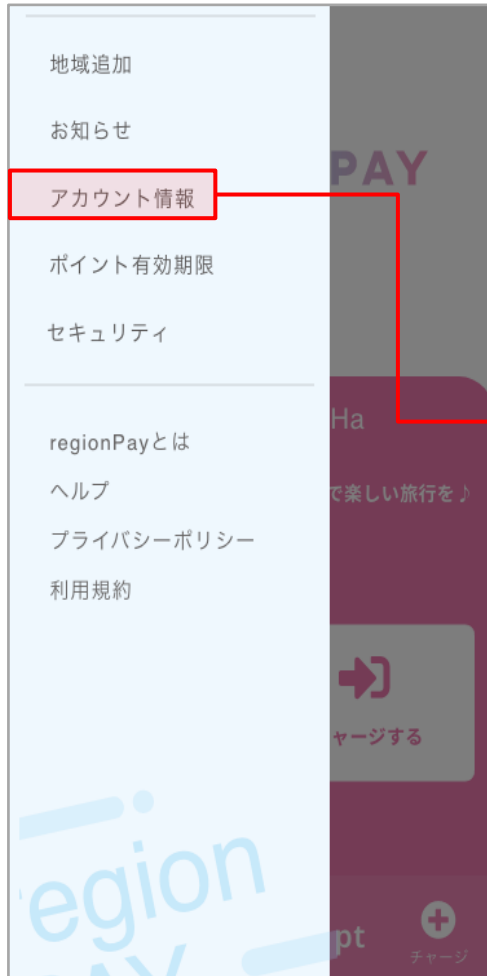 地域追加
お知らせ
PAY
アカウント情報
ポイント有効期限
セキュリティ
Ha
regionPayとは
ヘルプ
で楽しい旅行を♪
プライバシーポリシー
利用規約
ャージする
egion
PAY
pt
チャージ